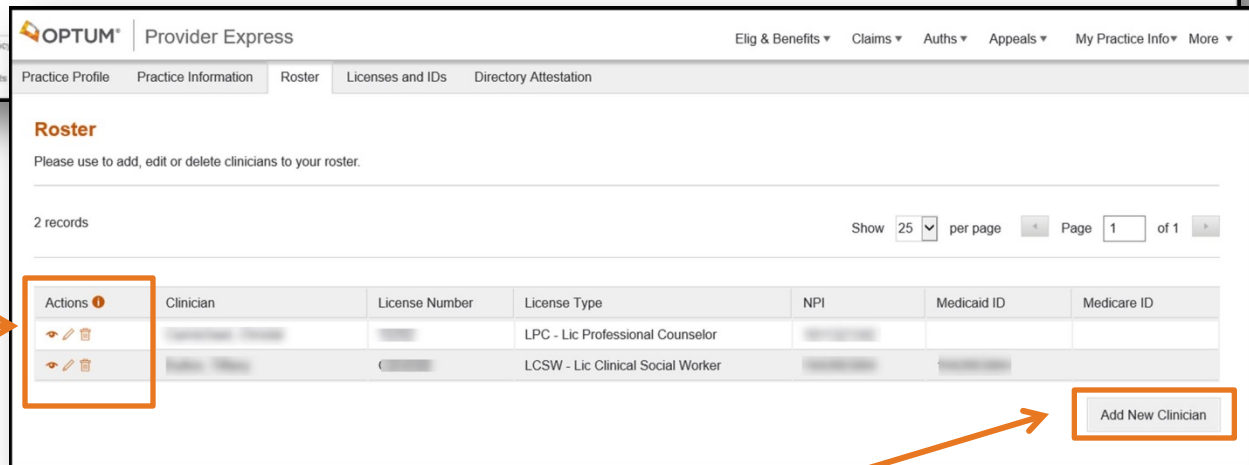 OPTUM® Provider Express Elig & Benefits Claims Auths Appeals My Practice Info More
Practice Profile Practice Information Roster Licenses and IDs Directory Attestation
Roster
Please use to add, edit or delete clinicians to your roster.
2 records Show 25 per page Page 1 of 1
Actions Clinician License Number License Type NPI Medicaid ID Medicare ID
LPC - Lic Professional Counselor
LCSW - Lic Clinical Social Worker
Add New Clinician